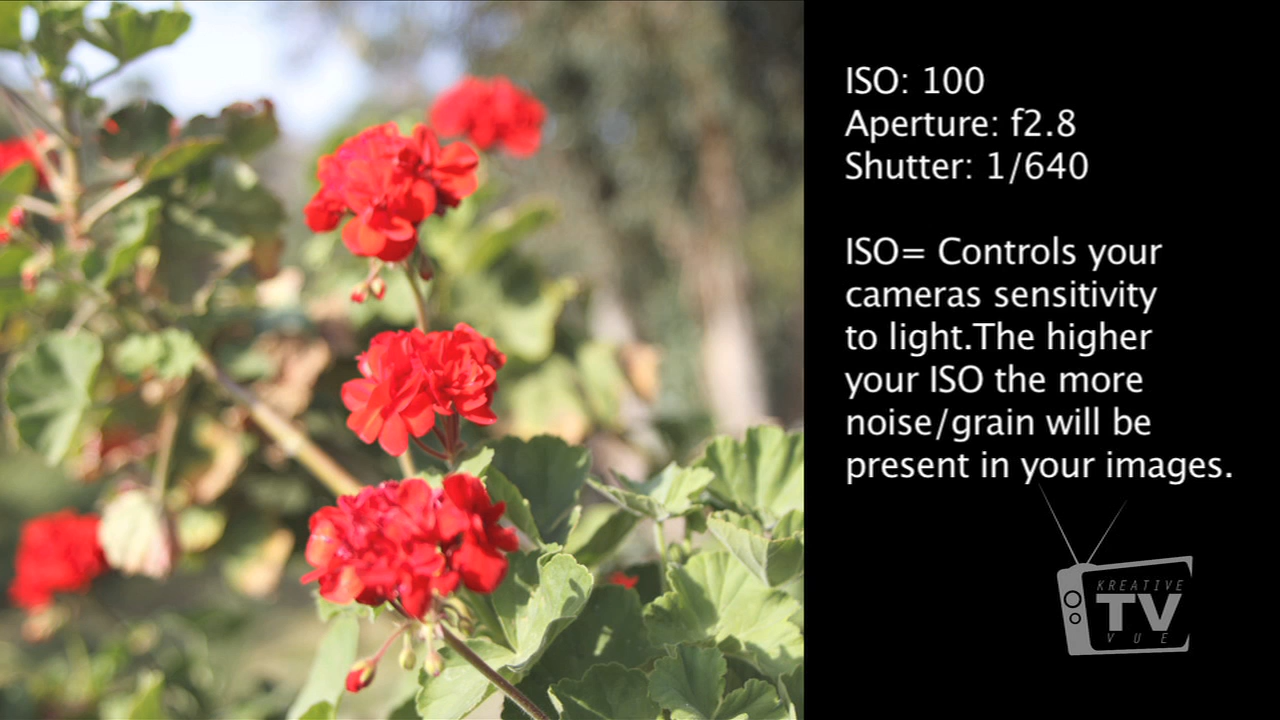 ISO: 100
Aperture: f2.8
Shutter: 1/640
ISO= Controls your
cameras sensitivity
to light.The higher
your ISO the more
noise/grain will be
present in your images.
KREATIVE
TV
VUE